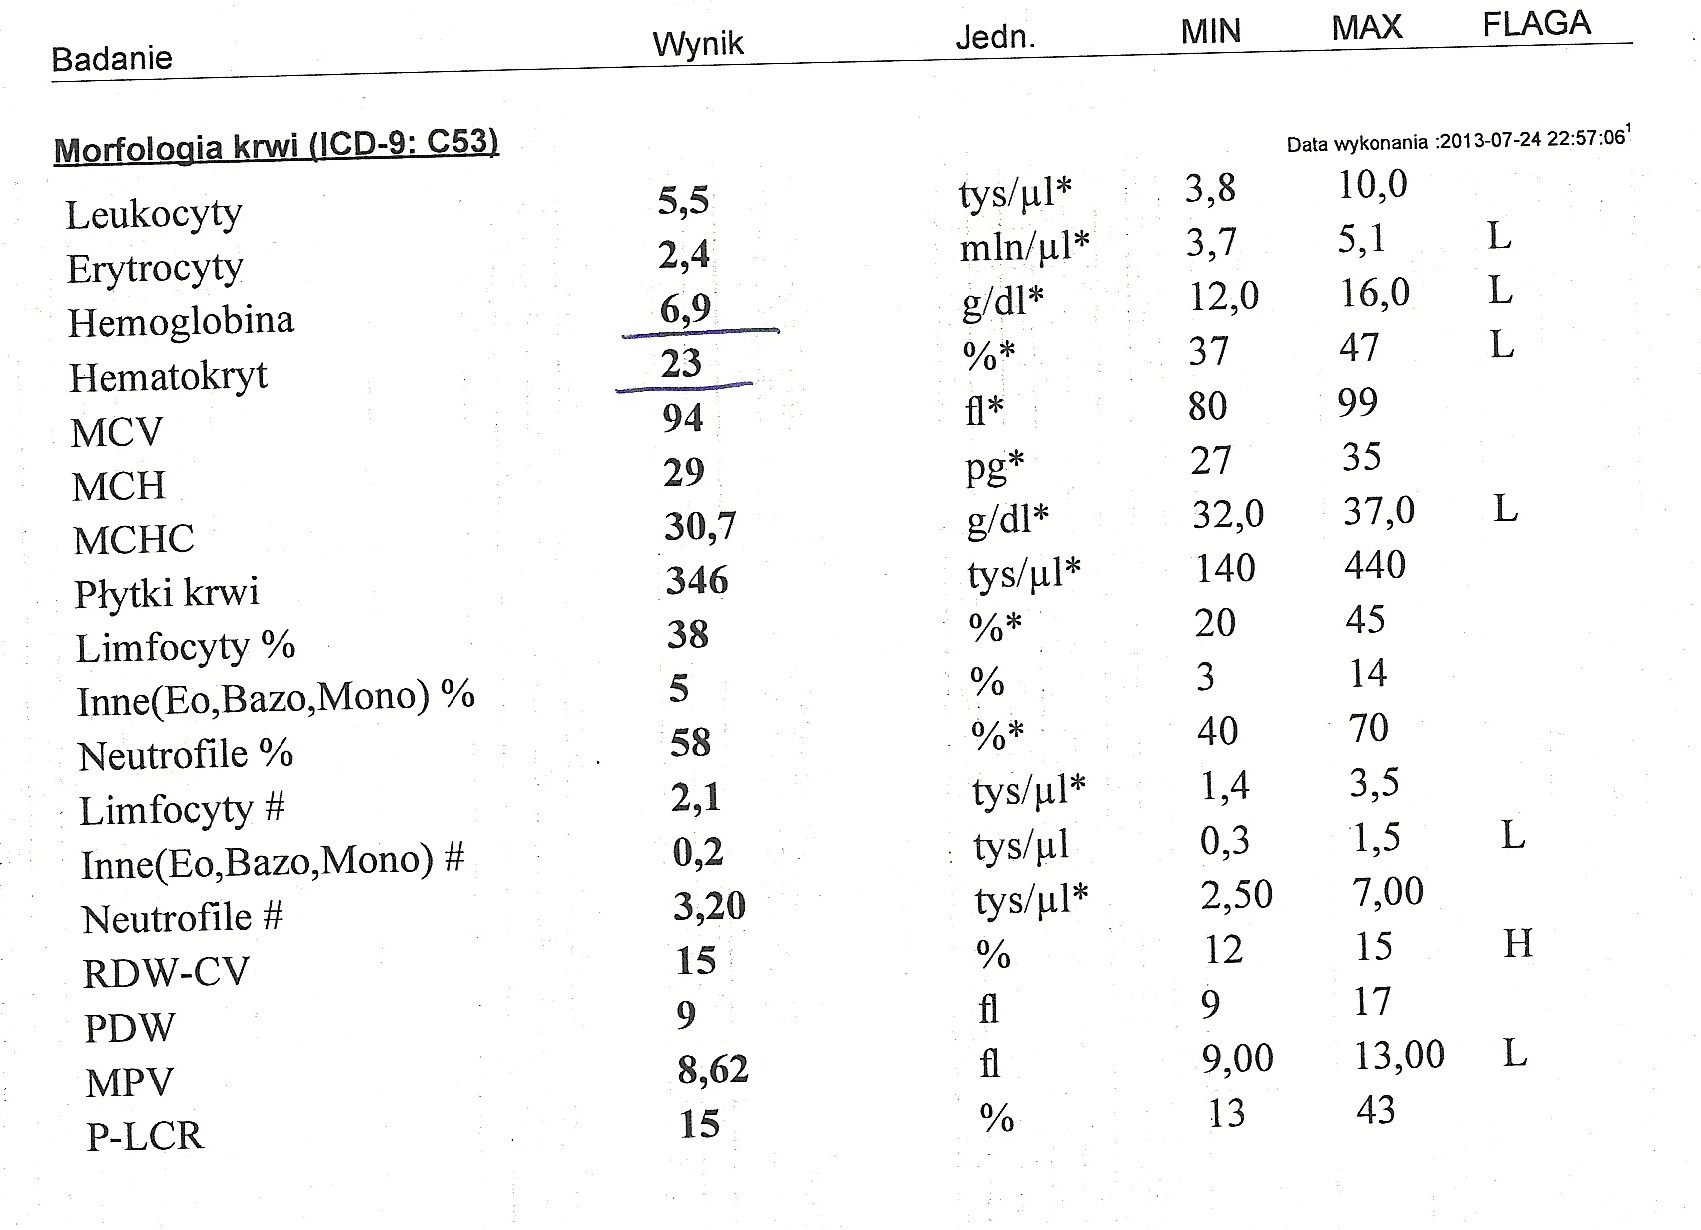 Badanie Wynik Jedn. MIN MAX FLAGA
Morfologia krwi (ICD-9: C53) Data wykonania :2013-07-24 22:57:06¹
Leukocyty 5,5 tys/µl* 3,8 10,0
Erytrocyty 2,4 mln/µl* 3,7 5,1 L
Hemoglobina 6,9 g/dl* 12,0 16,0 L
Hematokryt 23 %* 37 47 L
MCV 94 fl* 80 99
MCH 29 pg* 27 35
MCHC 30,7 g/dl* 32,0 37,0 L
Płytki krwi 346 tys/µl* 140 440
Limfocyty % 38 %* 20 45
Inne(Eo,Bazo,Mono) % 5 % 3 14
Neutrofile % 58 %* 40 70
Limfocyty # 2,1 tys/µl* 1,4 3,5
Inne(Eo,Bazo,Mono) # 0,2 tys/µl 0,3 1,5 L
Neutrofile # 3,20 tys/µl* 2,50 7,00
RDW-CV 15 % 12 15 H
PDW 9 fl 9 17
MPV 8,62 fl 9,00 13,00 L
P-LCR 15 % 13 43